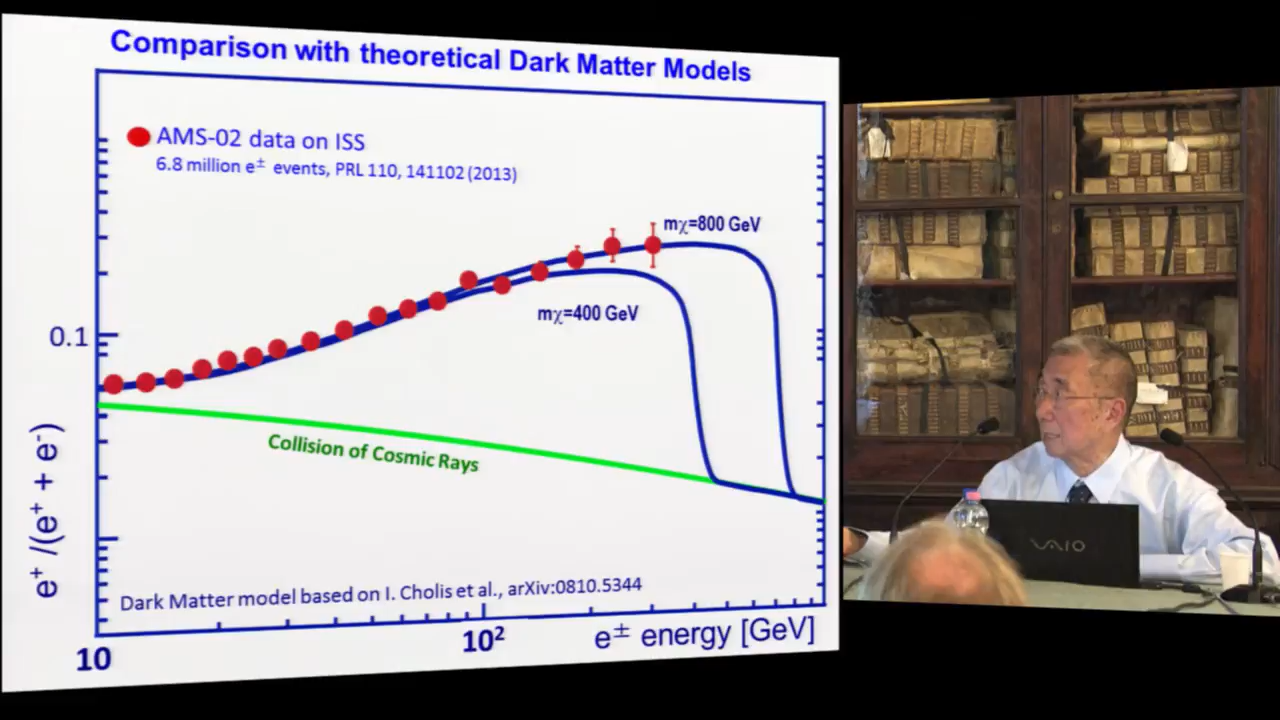 Comparison with theoretical Dark Matter Models
AMS-02 data on ISS
6.8 million e± events, PRL 110, 141102 (2013)
mχ=800 GeV
mχ=400 GeV
0.1
Collision of Cosmic Rays
e⁺ /(e⁺ + e⁻)
Dark Matter model based on I. Cholis et al., arXiv:0810.5344
10
10²
e± energy [GeV]
VAIO